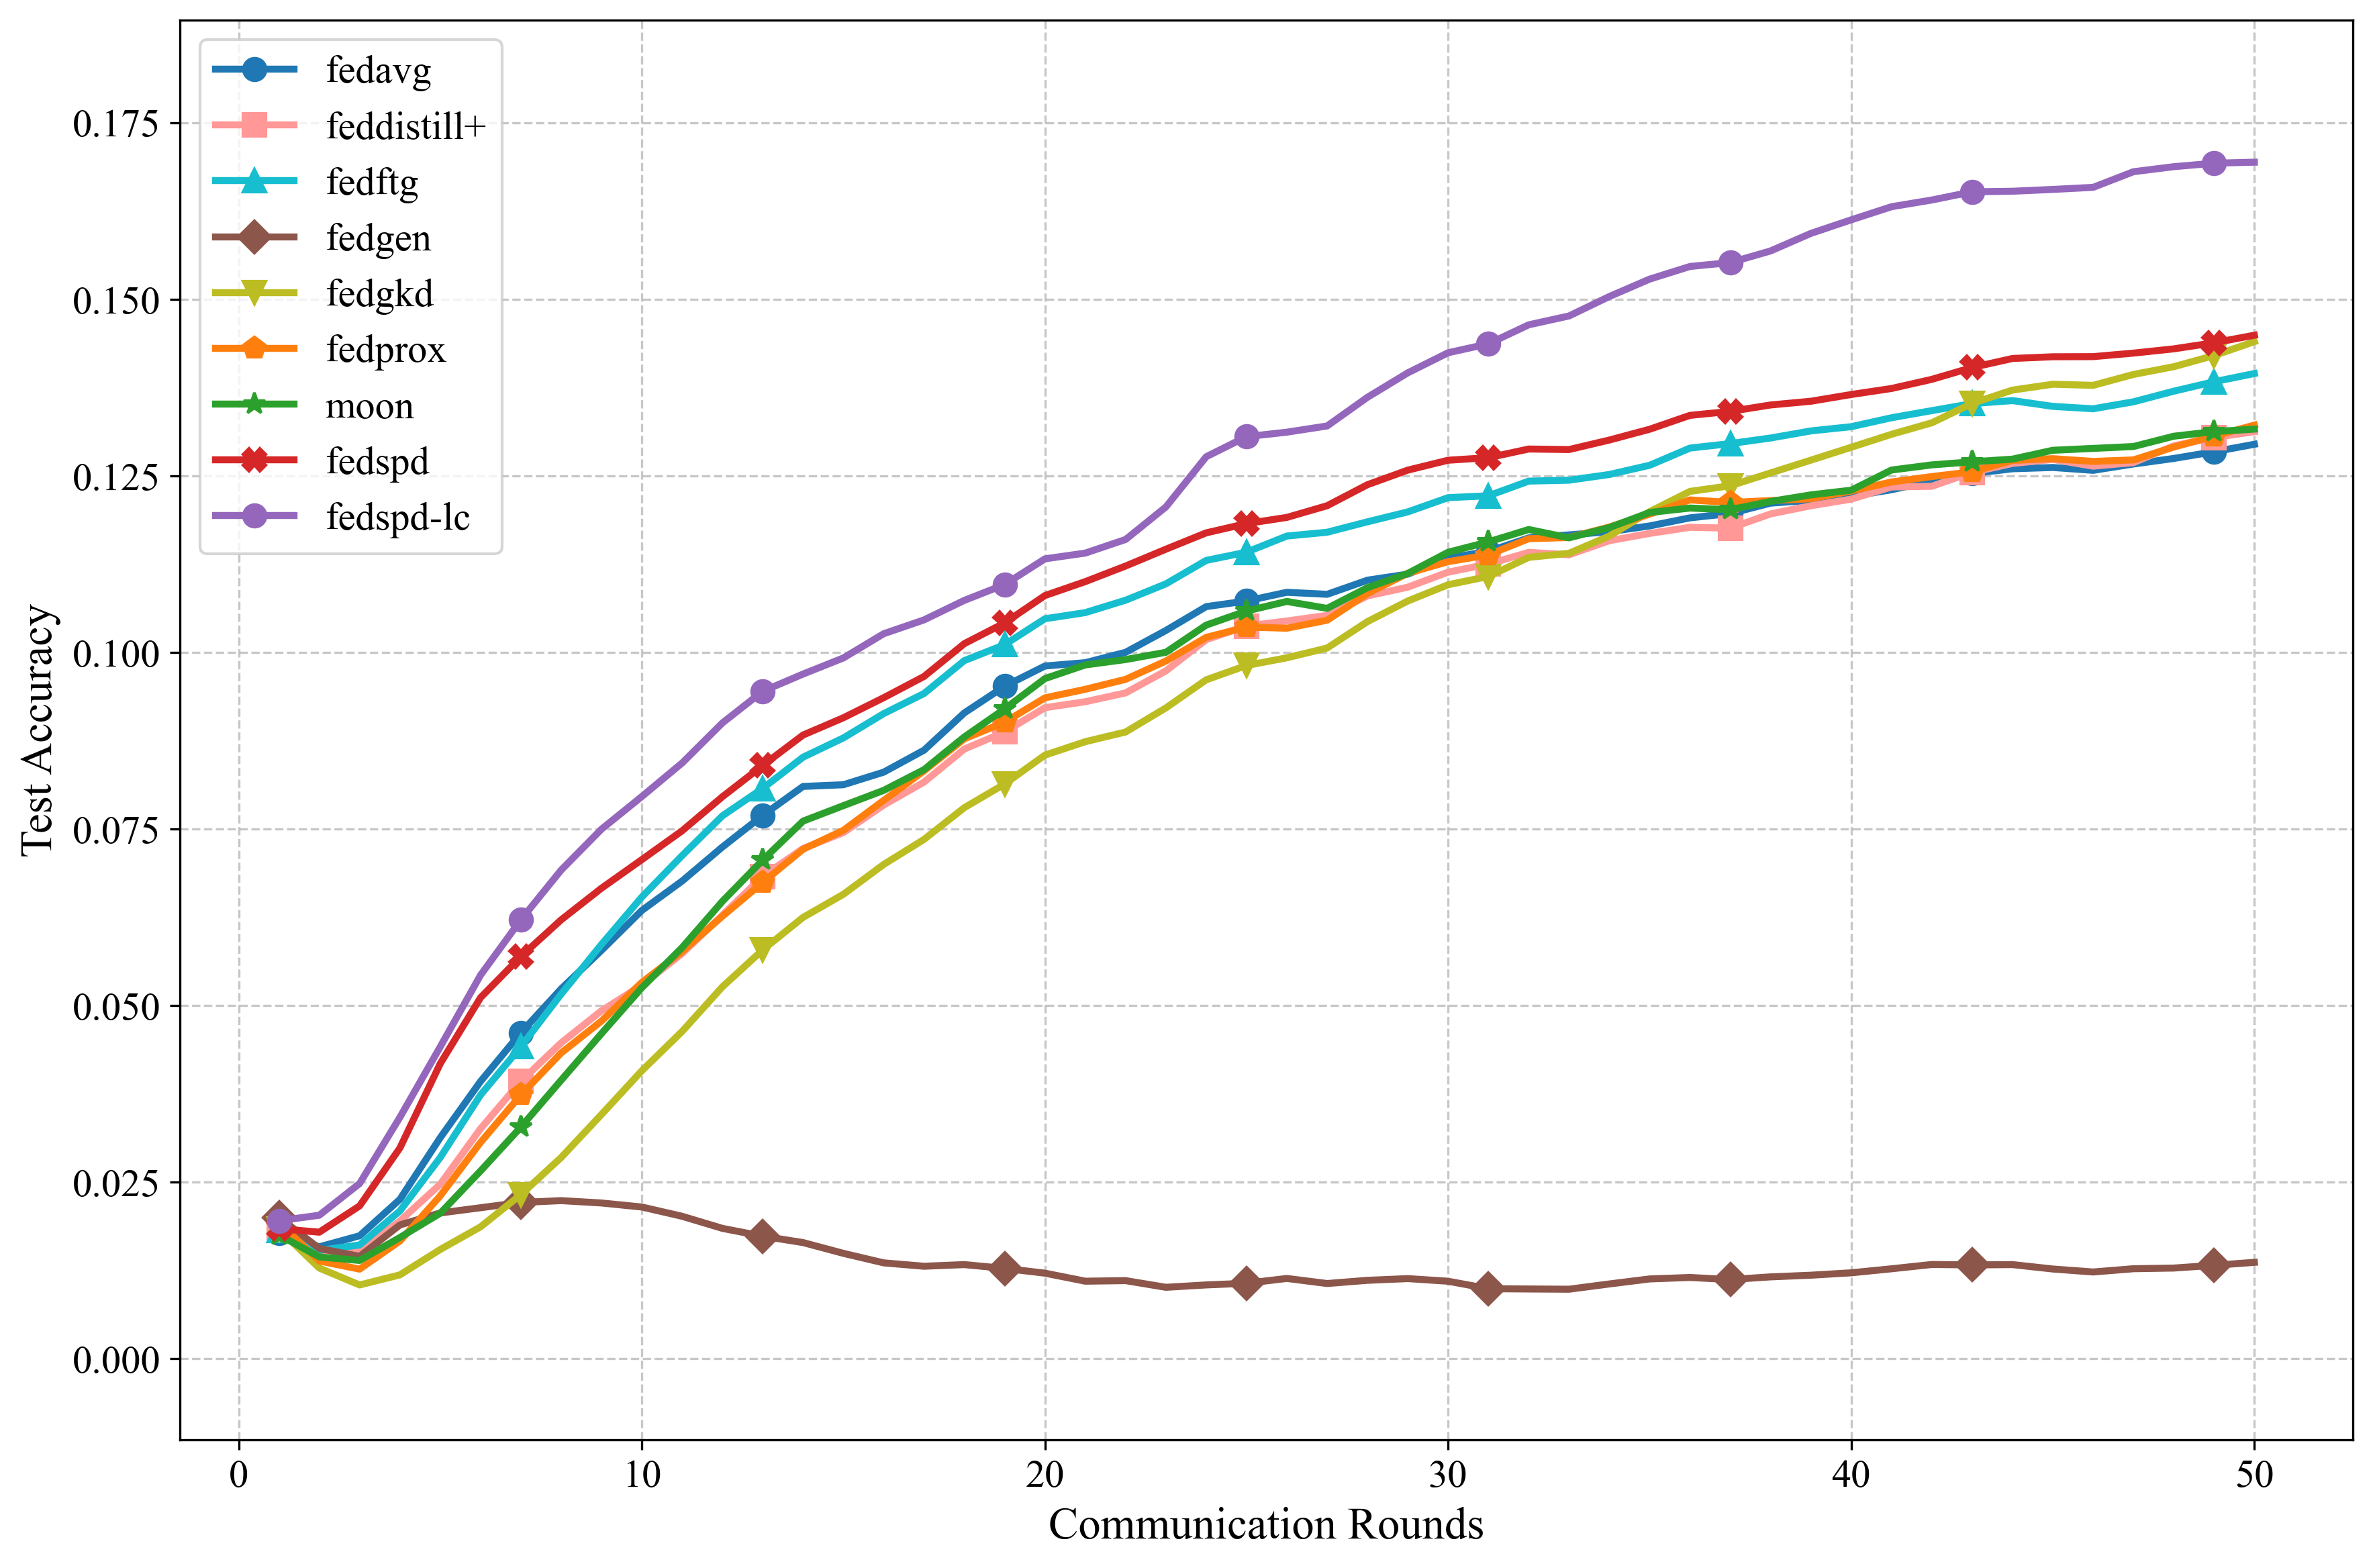 fedavg
feddistill+
fedftg
fedgen
fedgkd
fedprox
moon
fedspd
fedspd-lc
0.175
0.150
0.125
0.100
0.075
0.050
0.025
0.000
Test Accuracy
0 10 20 30 40 50
Communication Rounds